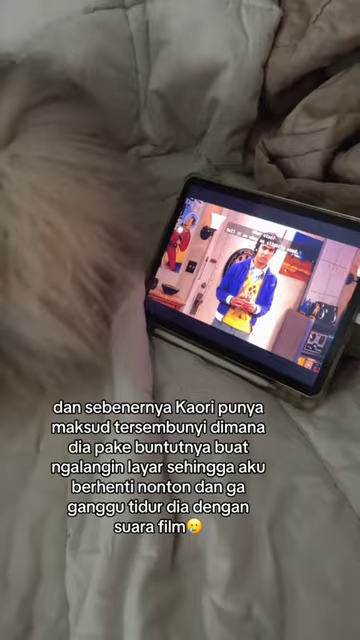 dan sebenernya Kaori punya
maksud tersembunyi dimana
dia pake buntutnya buat
ngalangin layar sehingga aku
berhenti nonton dan ga
ganggu tidur dia dengan
suara film🥲